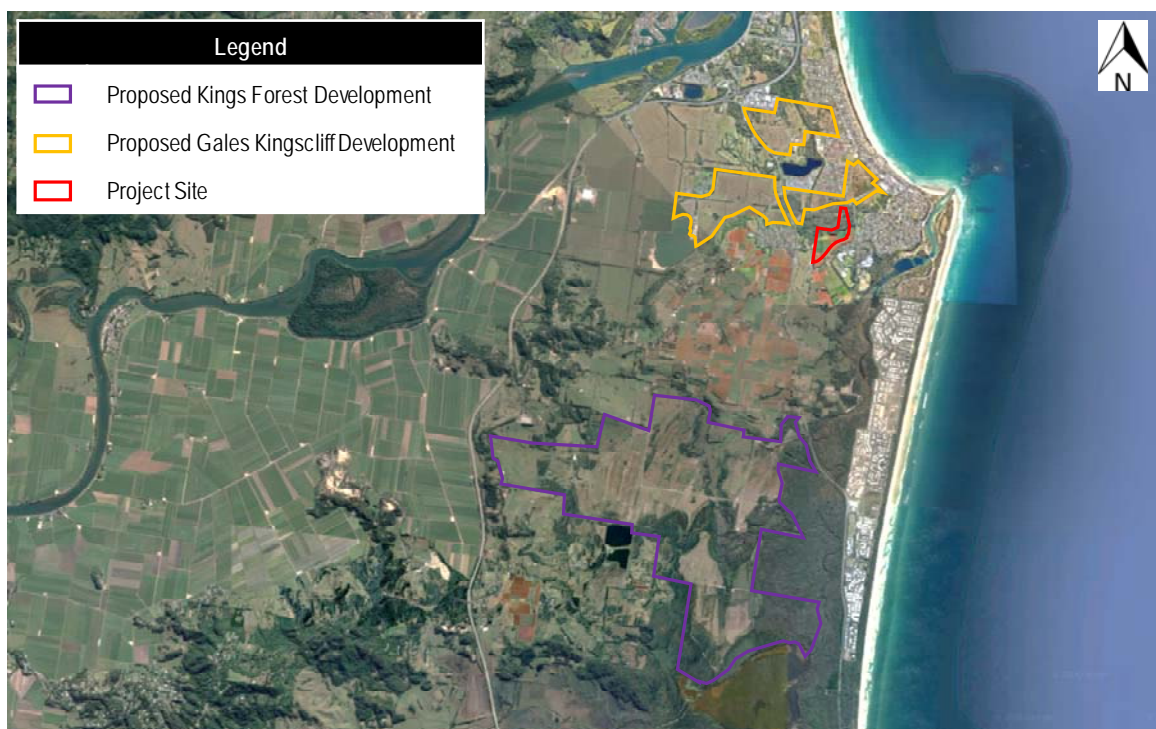 Legend
Proposed Kings Forest Development
Proposed Gales Kingscliff Development
Project Site
N